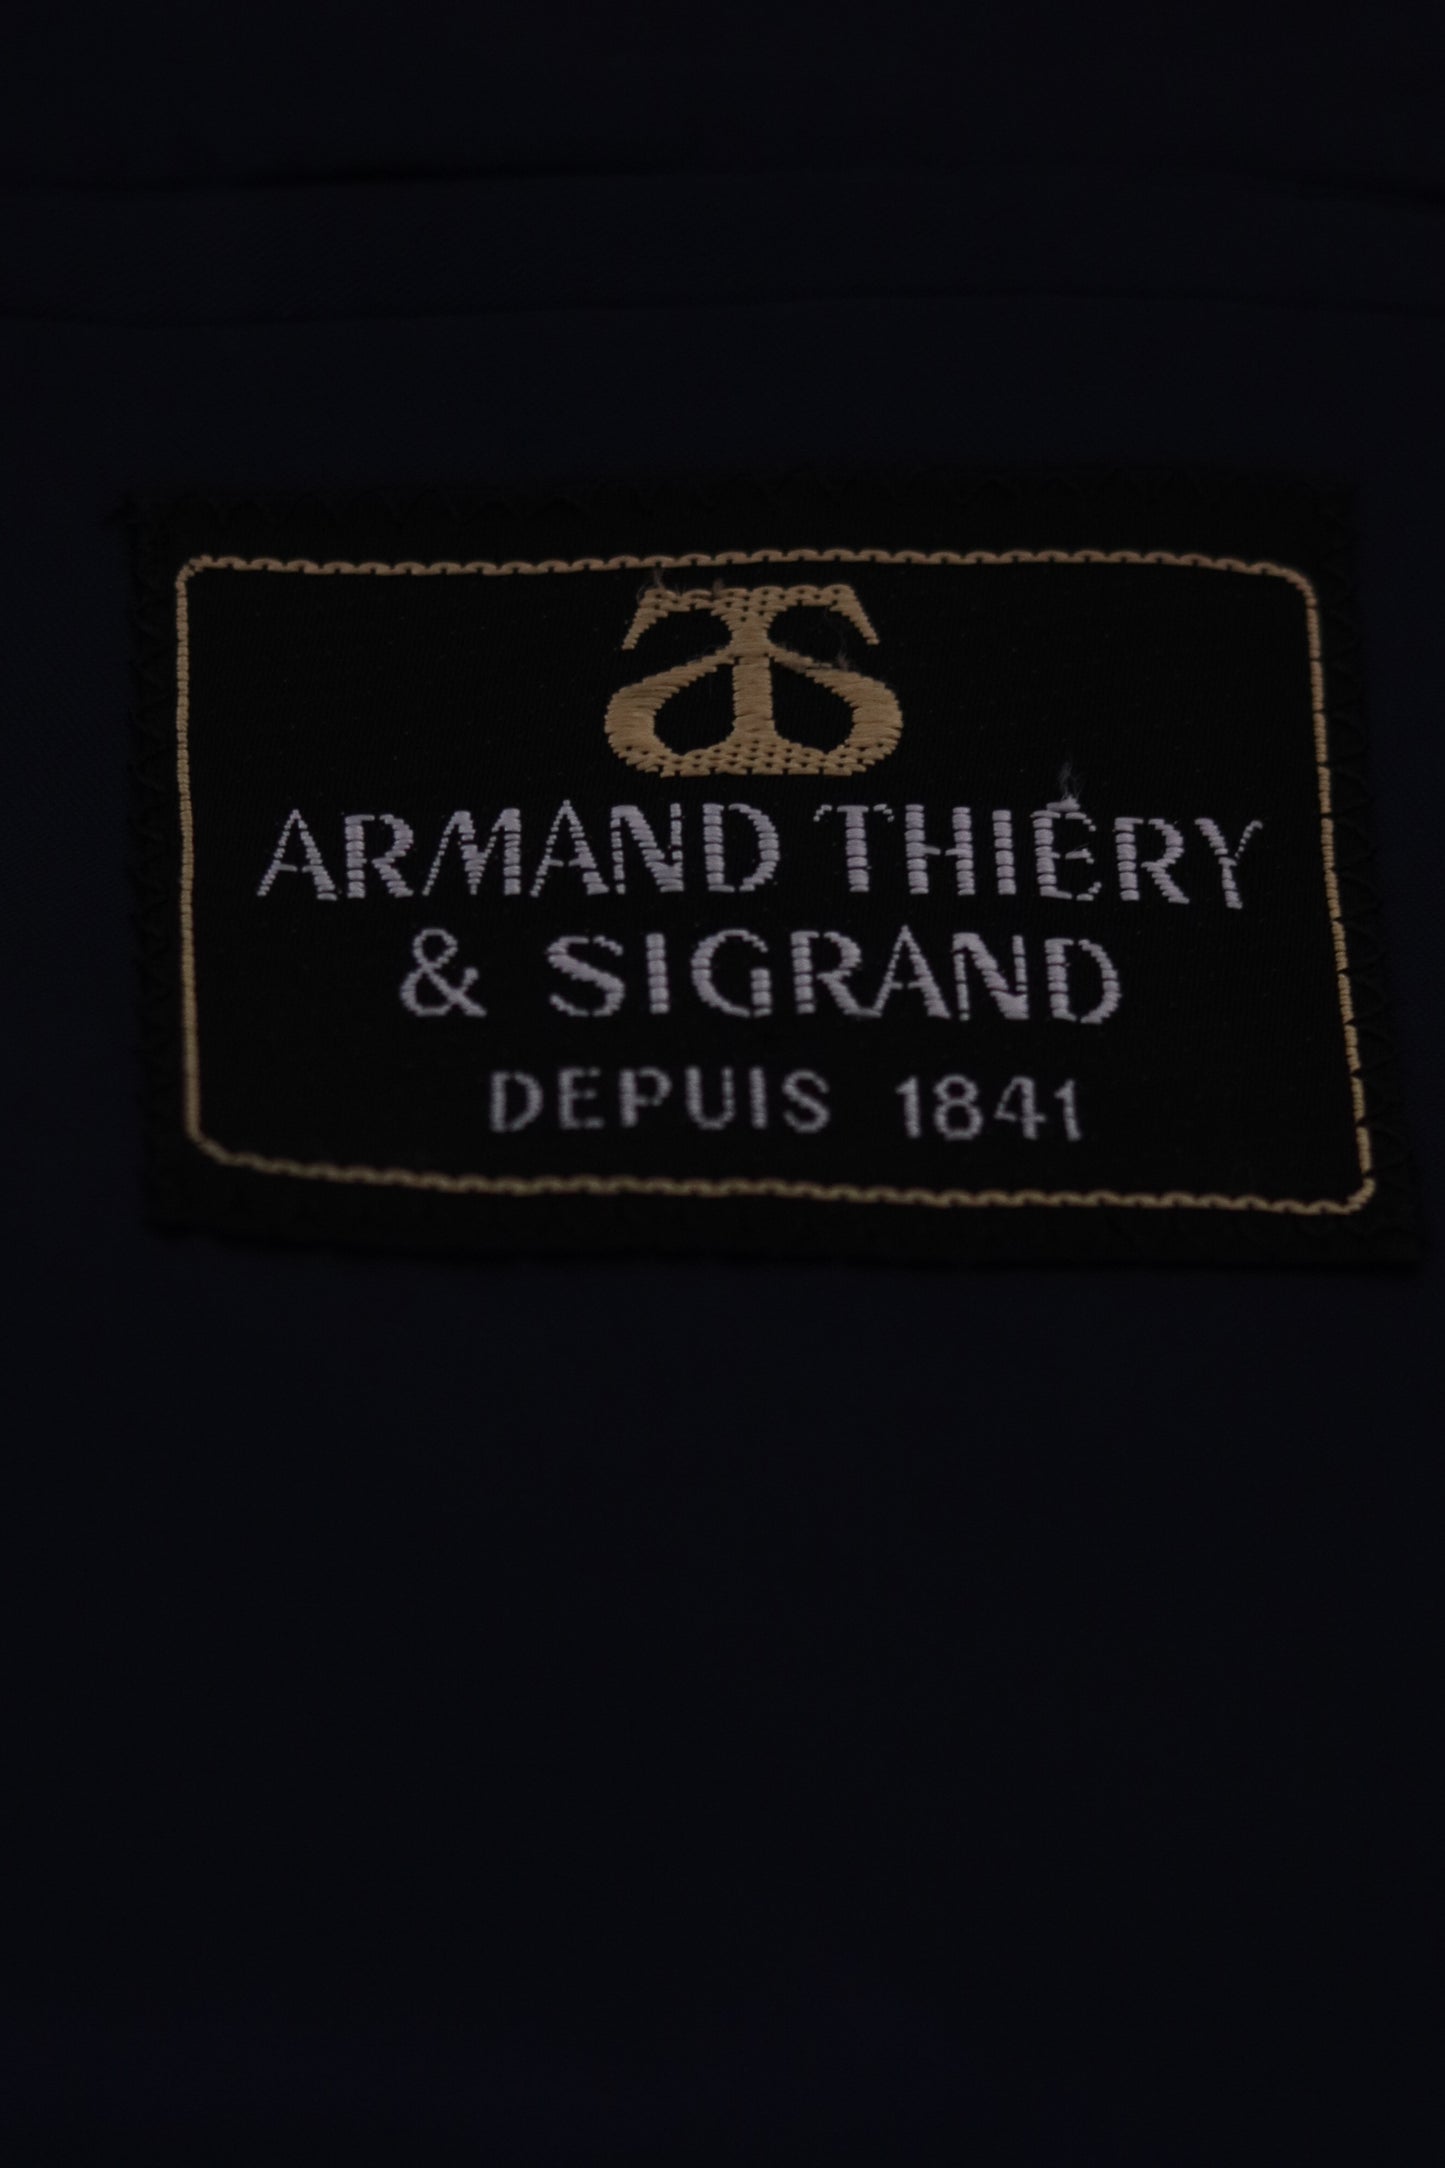 ARMAND THIÉRY
& SIGRAND
DEPUIS 1841